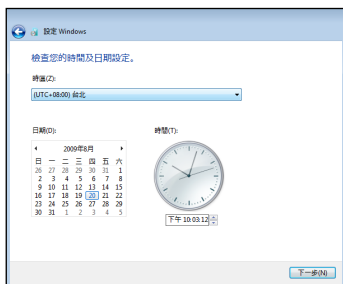 設定 Windows
檢查您的時間及日期設定。
時區(Z):
(UTC+08:00) 台北
日期(D):
時間(T):
2009年8月
日 一 二 三 四 五 六
26 27 28 29 30 31 1
2 3 4 5 6 7 8
9 10 11 12 13 14 15
16 17 18 19 20 21 22
23 24 25 26 27 28 29
30 31 1 2 3 4 5
下午 10:03:12
下一步(N)